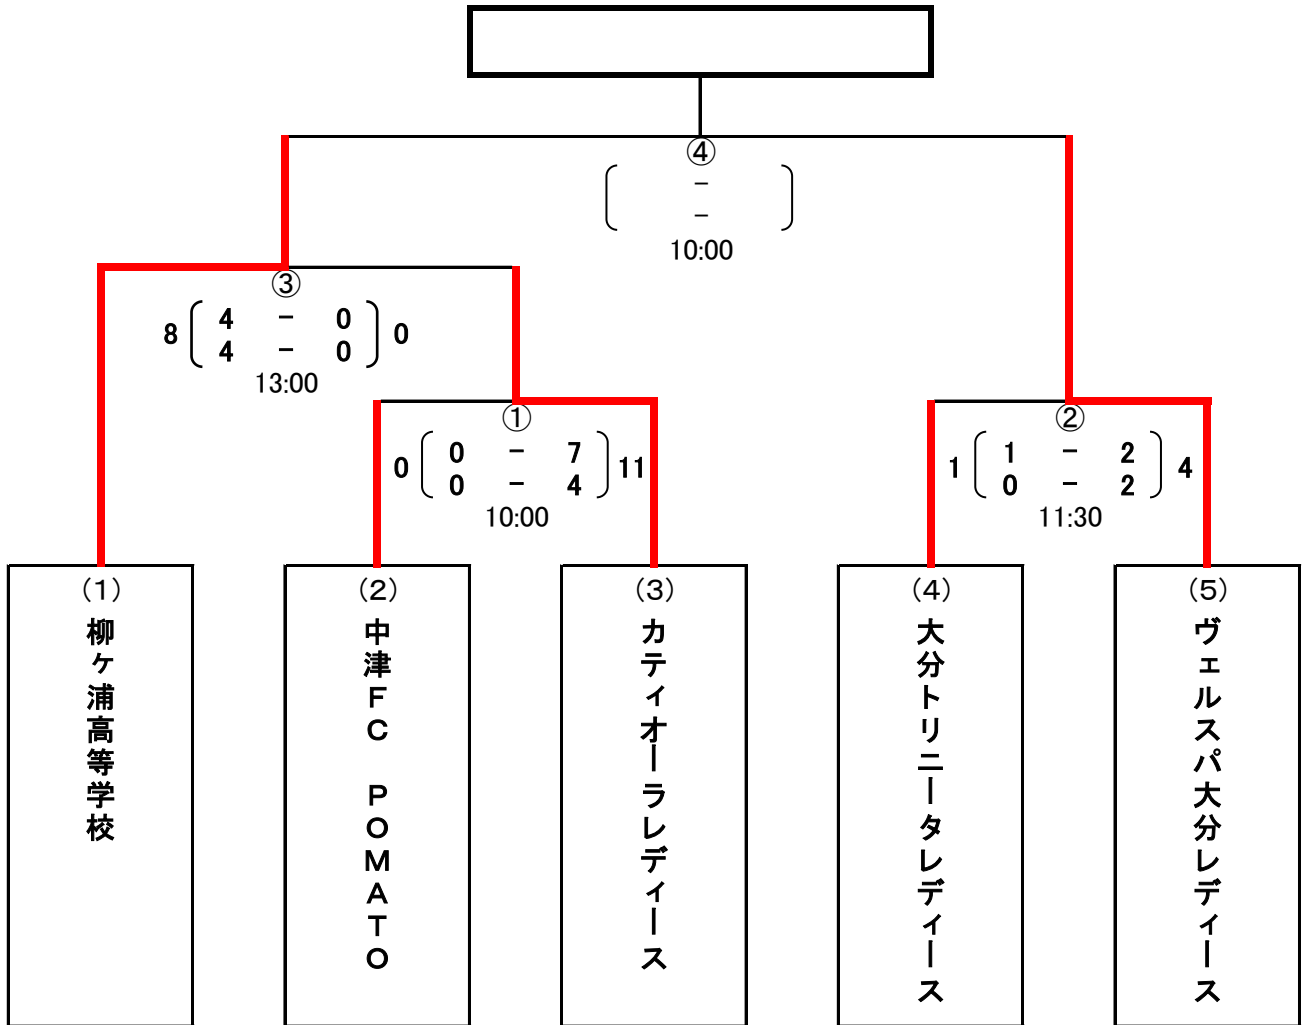 ④
-
-
10:00
③
8 4 - 0 0
4 - 0
13:00
①
0 0 - 7 11
0 - 4
10:00
②
1 1 - 2 4
0 - 2
11:30
(1)
柳ヶ浦高等学校
(2)
中津FC POMATO
(3)
カティオーラレディース
(4)
大分トリニータレディース
(5)
ヴェルスパ大分レディース